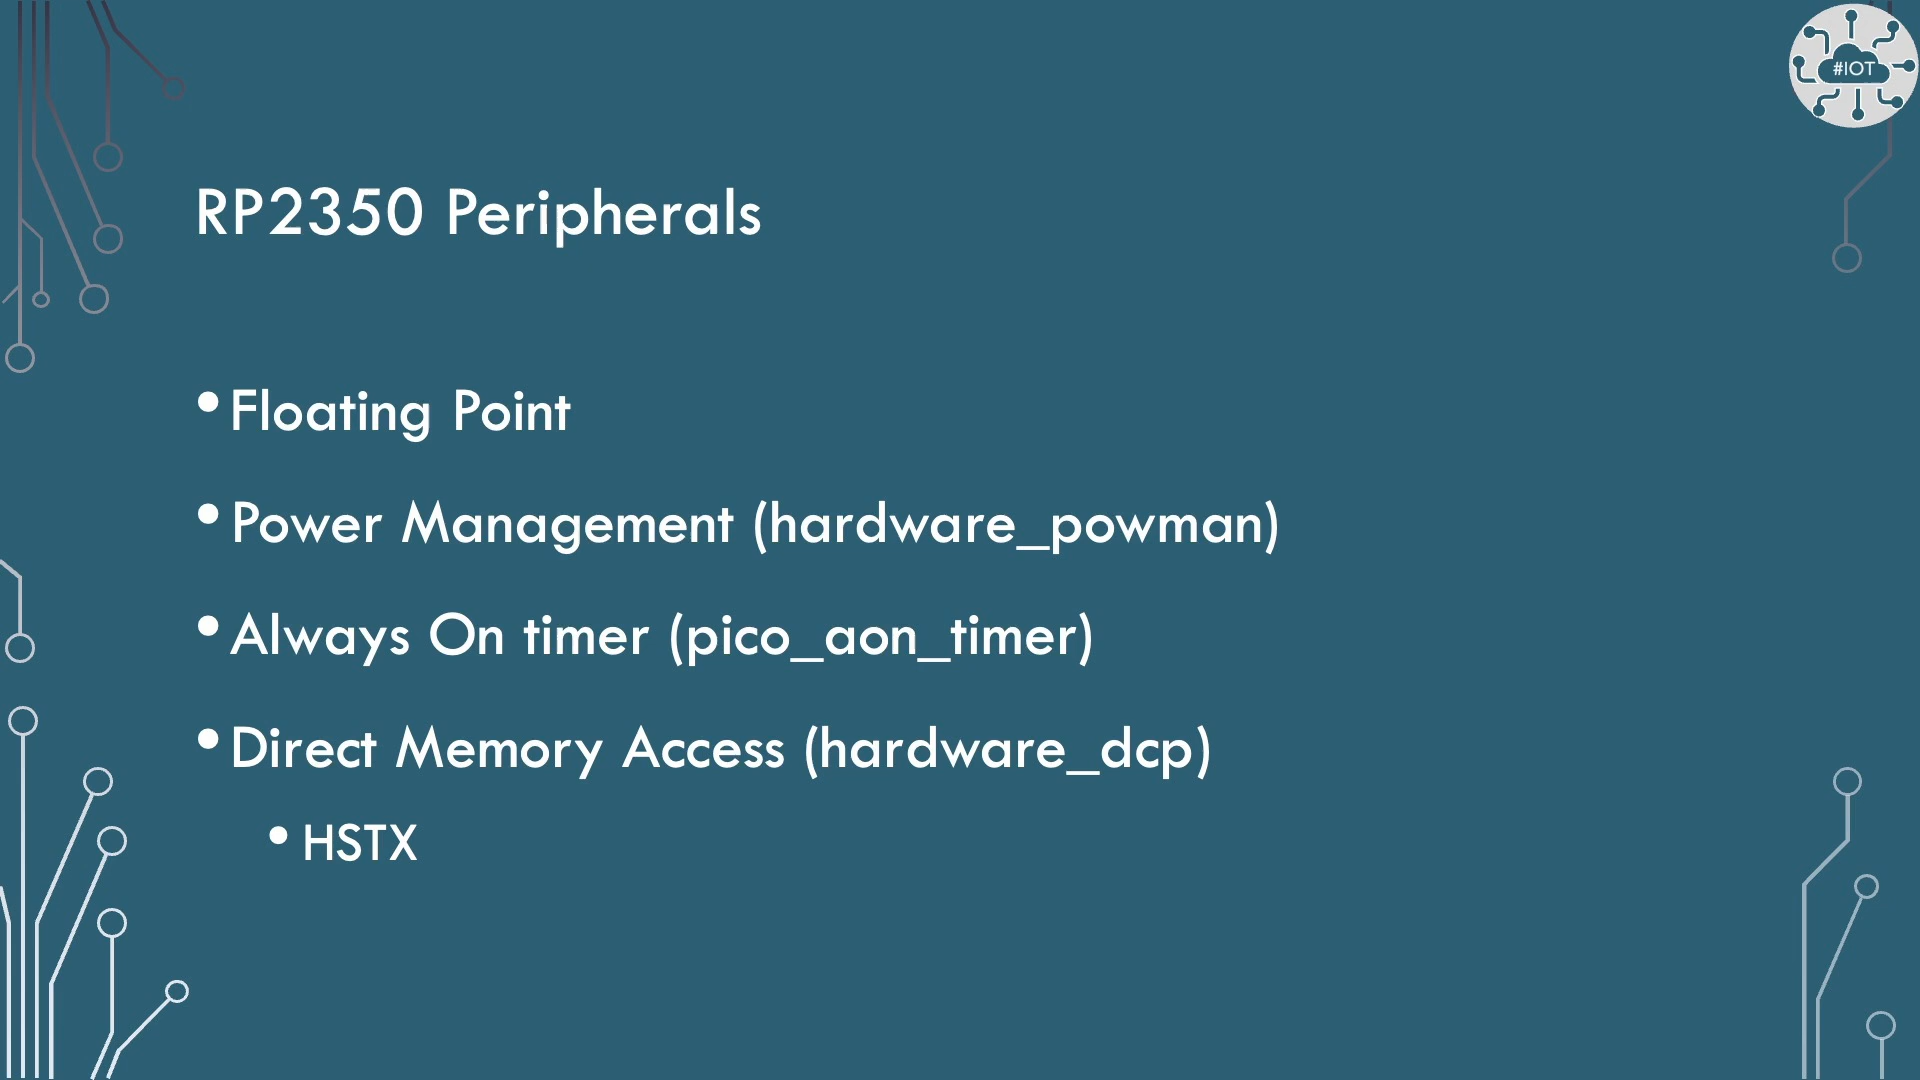 #IOT
RP2350 Peripherals
• Floating Point
• Power Management (hardware_powman)
• Always On timer (pico_aon_timer)
• Direct Memory Access (hardware_dcp)
• HSTX